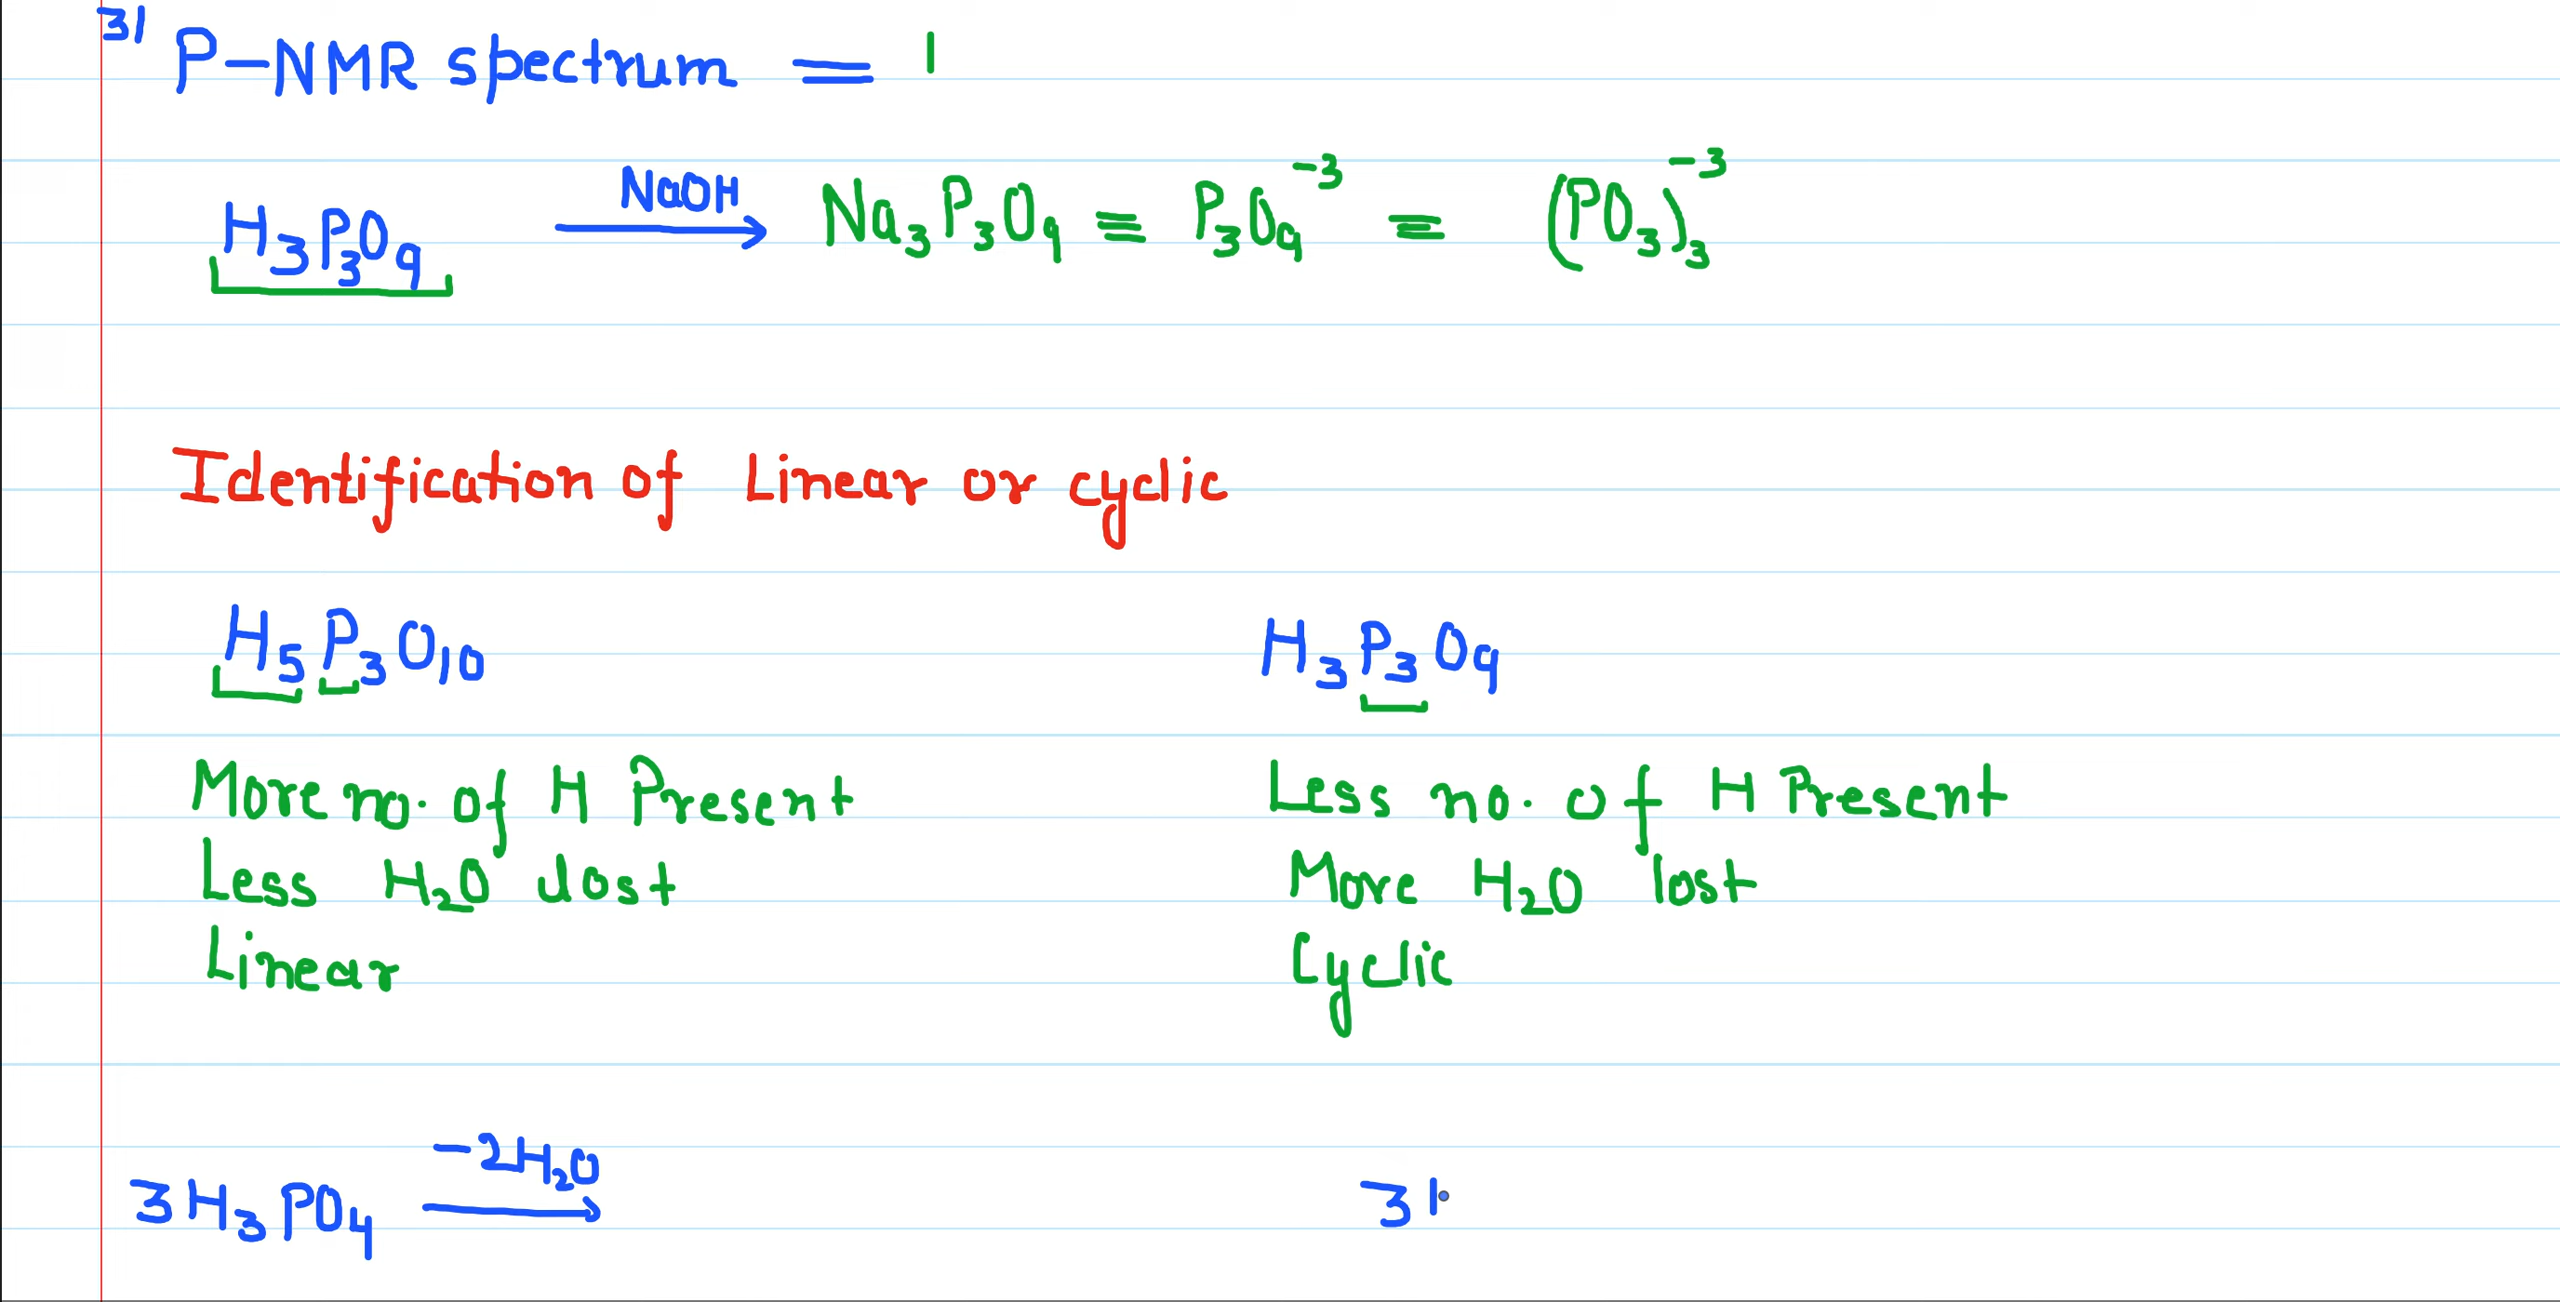 ³¹P–NMR spectrum = 1
H₃P₃O₉ —NaOH→ Na₃P₃O₉ ≡ P₃O₉⁻³ ≡ (PO₃)₃⁻³
Identification of Linear or cyclic
H₅P₃O₁₀
More no. of H Present
Less H₂O lost
Linear
H₃P₃O₉
Less no. of H Present
More H₂O lost
Cyclic
3H₃PO₄ —-2H₂O→
3